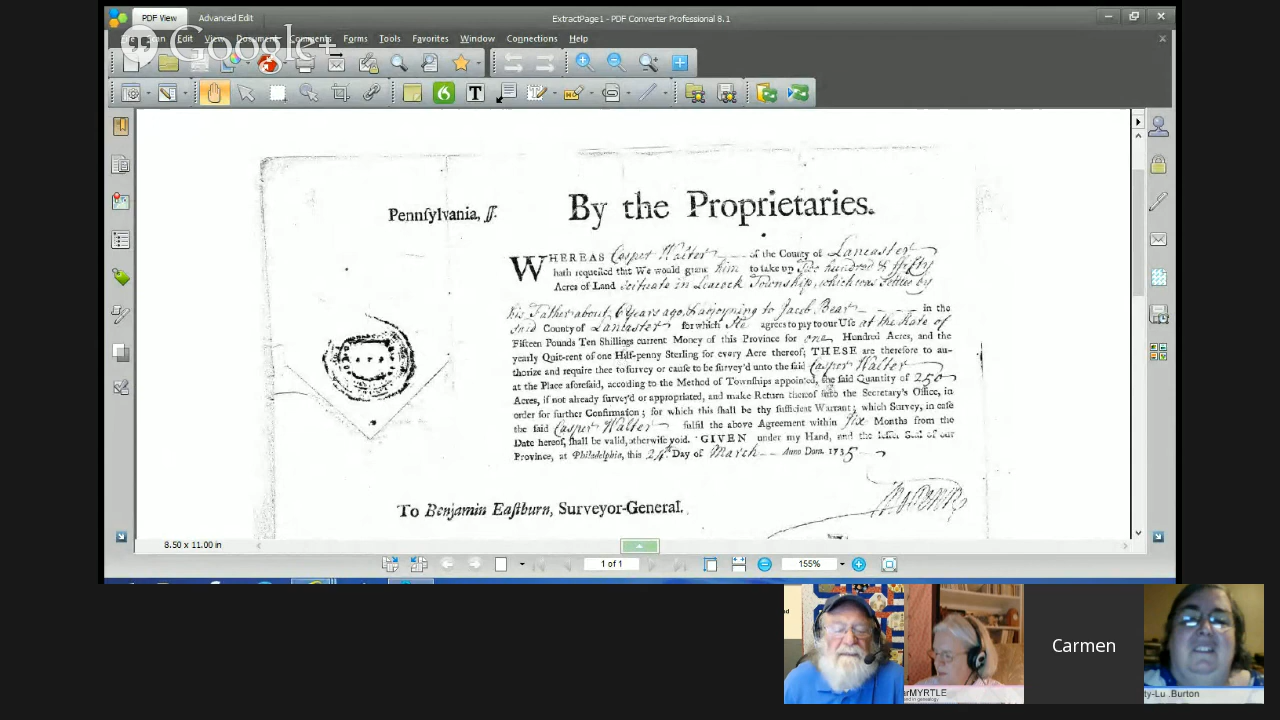 PDF View
Advanced Edit
ExtractPage1 - PDF Converter Professional 8.1
Google+
Edit View Document Comments Forms Tools Favorites Window Connections Help
Pennſylvania, ſſ.
By the Proprietaries.
WHEREAS Casper Walter of the County of Lancaster
hath requeſted that We would grant him to take up Two hundred & ffifty
Acres of Land scituate in Leacock Township, which was settled by
his Father about 6 Years ago, & adjoyning to Jacob Bear in the
said County of Lancaster for which He agrees to pay to our Uſe at the Rate of
Fifteen Pounds Ten Shillings current Money of this Province for one Hundred Acres, and the
yearly Quit-rent of one Half-penny Sterling for every Acre thereof; THESE are therefore to au-
thorize and require thee to ſurvey or cauſe to be ſurvey'd unto the ſaid Casper Walter
at the Place aforeſaid, according to the Method of Townſhips appointed, the ſaid Quantity of 250
Acres, if not already ſurvey'd or appropriated, and make Return thereof into the Secretary's Office, in
order for further Confirmation; for which this ſhall be thy ſufficient Warrant; which Survey, in caſe
the ſaid Casper Walter fulfil the above Agreement within ſix Months from the
Date hereof, ſhall be valid, otherwiſe void. GIVEN under my Hand, and the leſſer Seal of our
Province, at Philadelphia, this 24th Day of March Anno Dom. 1735
To Benjamin Eaſtburn, Surveyor-General.
8.50 x 11.00 in
1 of 1
155%
Carmen
arMYRTLE
ty-Lu .Burton